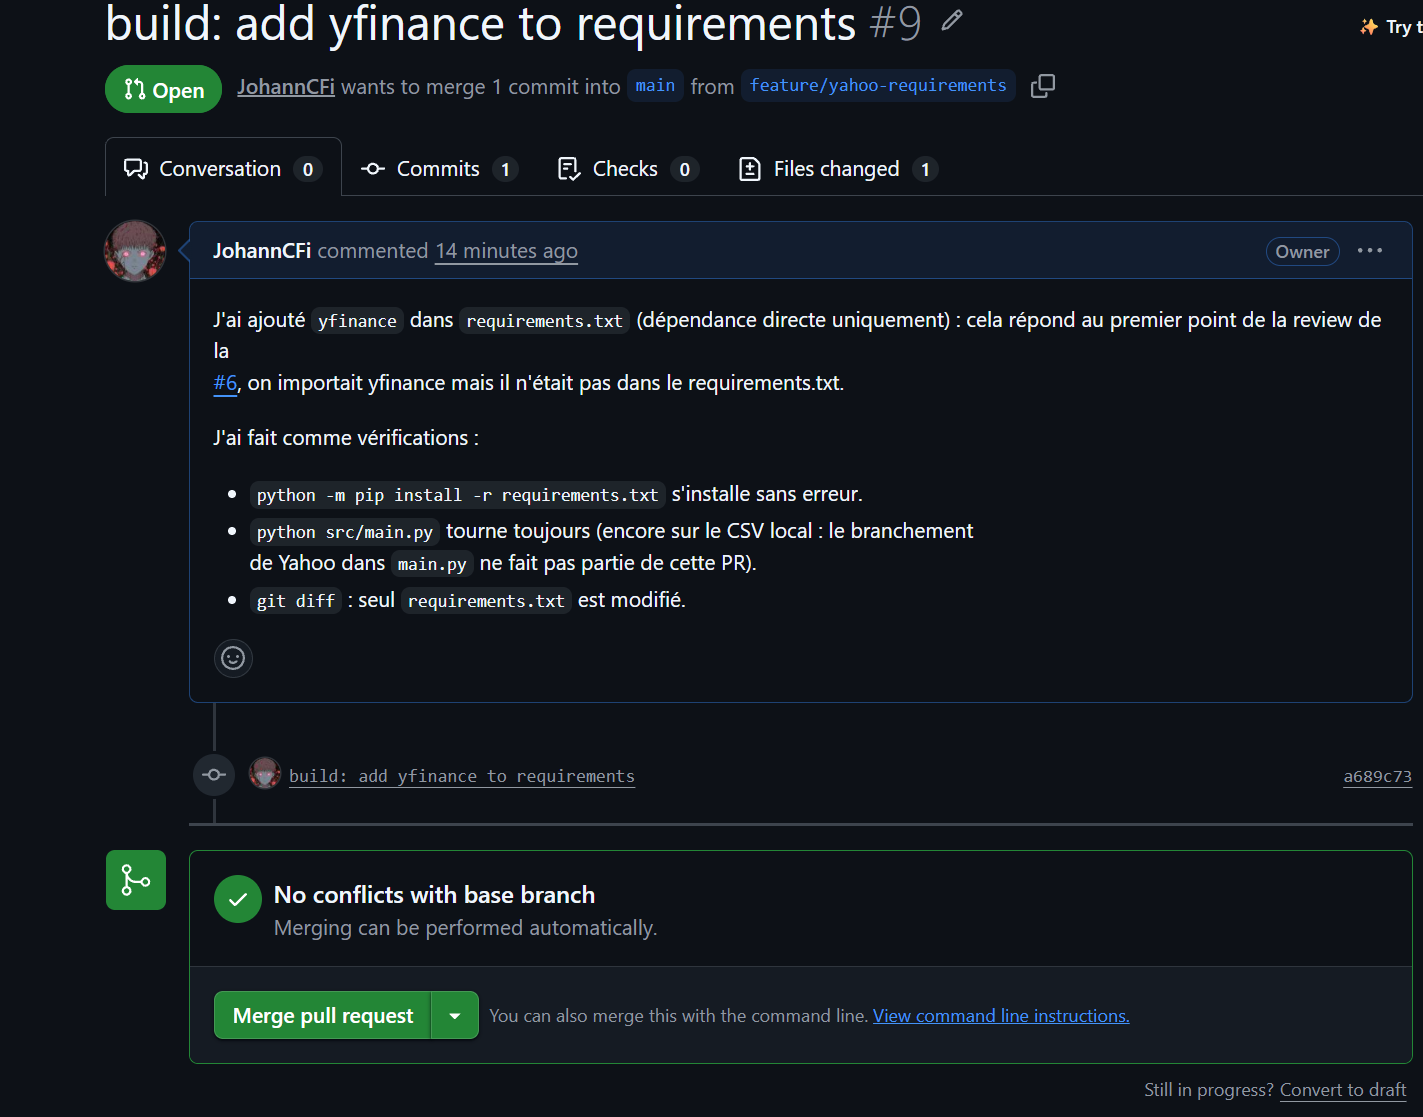 build: add yfinance to requirements #9
Try t
Open JohannCFi wants to merge 1 commit into main from feature/yahoo-requirements
Conversation 0 Commits 1 Checks 0 Files changed 1
JohannCFi commented 14 minutes ago Owner
J'ai ajouté yfinance dans requirements.txt (dépendance directe uniquement) : cela répond au premier point de la review de
la
#6, on importait yfinance mais il n'était pas dans le requirements.txt.
J'ai fait comme vérifications :
• python -m pip install -r requirements.txt s'installe sans erreur.
• python src/main.py tourne toujours (encore sur le CSV local : le branchement
de Yahoo dans main.py ne fait pas partie de cette PR).
• git diff : seul requirements.txt est modifié.
build: add yfinance to requirements a689c73
No conflicts with base branch
Merging can be performed automatically.
Merge pull request You can also merge this with the command line. View command line instructions.
Still in progress? Convert to draft